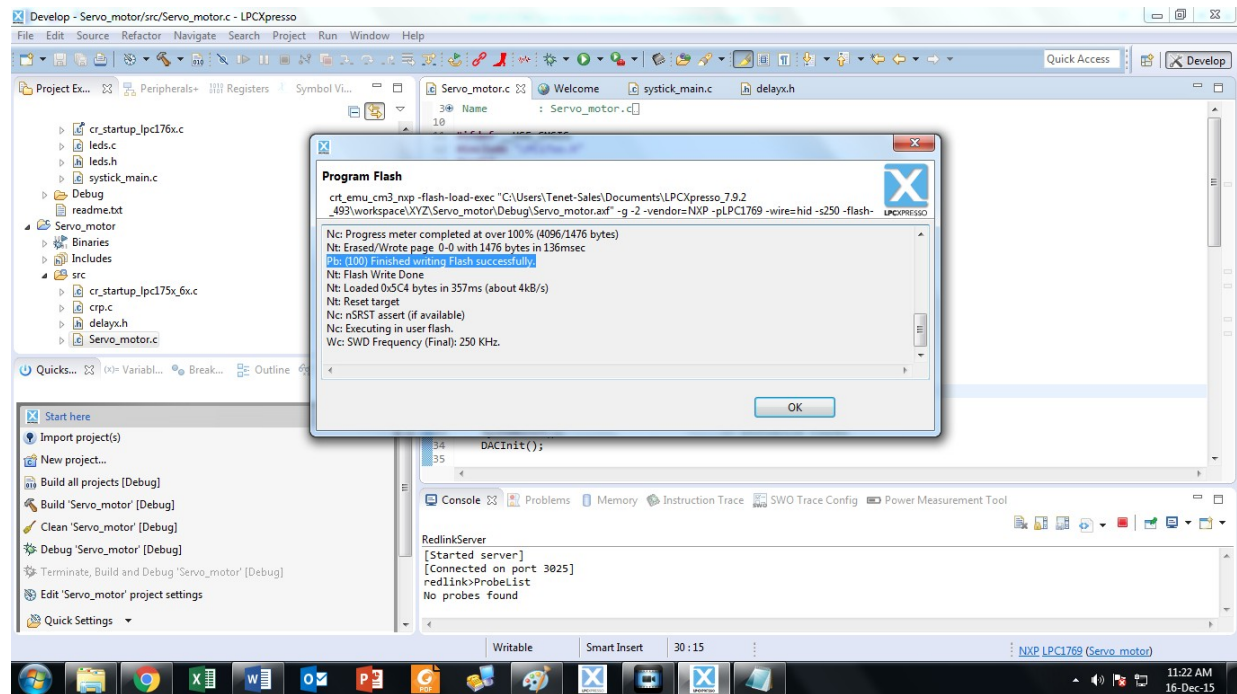 Develop - Servo_motor/src/Servo_motor.c - LPCXpresso
File Edit Source Refactor Navigate Search Project Run Window Help
Quick Access
Develop
Project Ex...
Peripherals+
Registers
Symbol Vi...
Servo_motor.c
Welcome
systick_main.c
delayx.h
cr_startup_lpc176x.c
leds.c
leds.h
systick_main.c
Debug
readme.txt
Servo_motor
Binaries
Includes
src
cr_startup_lpc175x_6x.c
crp.c
delayx.h
Servo_motor.c
3 Name : Servo_motor.c
10
Program Flash
crt_emu_cm3_nxp -flash-load-exec "C:\Users\Tenet-Sales\Documents\LPCXpresso_7.9.2
_493\workspace\XYZ\Servo_motor\Debug\Servo_motor.axf" -g -2 -vendor=NXP -pLPC1769 -wire=hid -s250 -flash-
LPCXPRESSO
Nc: Progress meter completed at over 100% (4096/1476 bytes)
Nt: Erased/Wrote page 0-0 with 1476 bytes in 136msec
Pb: (100) Finished writing Flash successfully.
Nt: Flash Write Done
Nt: Loaded 0x5C4 bytes in 357ms (about 4kB/s)
Nt: Reset target
Nc: nSRST assert (if available)
Nc: Executing in user flash.
Wc: SWD Frequency (Final): 250 KHz.
OK
34 DACInit();
35
Quicks...
(x)= Variabl...
Break...
Outline
Start here
Import project(s)
New project...
Build all projects [Debug]
Build 'Servo_motor' [Debug]
Clean 'Servo_motor' [Debug]
Debug 'Servo_motor' [Debug]
Terminate, Build and Debug 'Servo_motor' [Debug]
Edit 'Servo_motor' project settings
Quick Settings
Console
Problems
Memory
Instruction Trace
SWO Trace Config
Power Measurement Tool
RedlinkServer
[Started server]
[Connected on port 3025]
redlink>ProbeList
No probes found
Writable
Smart Insert
30 : 15
NXP LPC1769 (Servo_motor)
11:22 AM
16-Dec-15